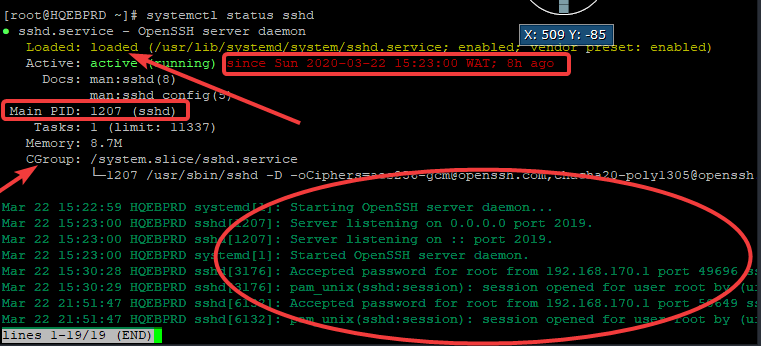 [root@HQEBPRD ~]# systemctl status sshd
X: 509 Y: -85
● sshd.service - OpenSSH server daemon
Loaded: loaded (/usr/lib/systemd/system/sshd.service; enabled; vendor preset: enabled)
Active: active (running) since Sun 2020-03-22 15:23:00 WAT; 8h ago
Docs: man:sshd(8)
man:sshd_config(5)
Main PID: 1207 (sshd)
Tasks: 1 (limit: 11337)
Memory: 8.7M
CGroup: /system.slice/sshd.service
└─1207 /usr/sbin/sshd -D -oCiphers=aes256-gcm@openssh.com,chacha20-poly1305@openssh
Mar 22 15:22:59 HQEBPRD systemd[1]: Starting OpenSSH server daemon...
Mar 22 15:23:00 HQEBPRD sshd[1207]: Server listening on 0.0.0.0 port 2019.
Mar 22 15:23:00 HQEBPRD sshd[1207]: Server listening on :: port 2019.
Mar 22 15:23:00 HQEBPRD systemd[1]: Started OpenSSH server daemon.
Mar 22 15:30:28 HQEBPRD sshd[3176]: Accepted password for root from 192.168.170.1 port 49696 ss
Mar 22 15:30:29 HQEBPRD sshd[3176]: pam_unix(sshd:session): session opened for user root by (ui
Mar 22 21:51:47 HQEBPRD sshd[6132]: Accepted password for root from 192.168.170.1 port ss
Mar 22 21:51:47 HQEBPRD sshd[6132]: pam_unix(sshd:session): session opened for user root by (ui
lines 1-19/19 (END)